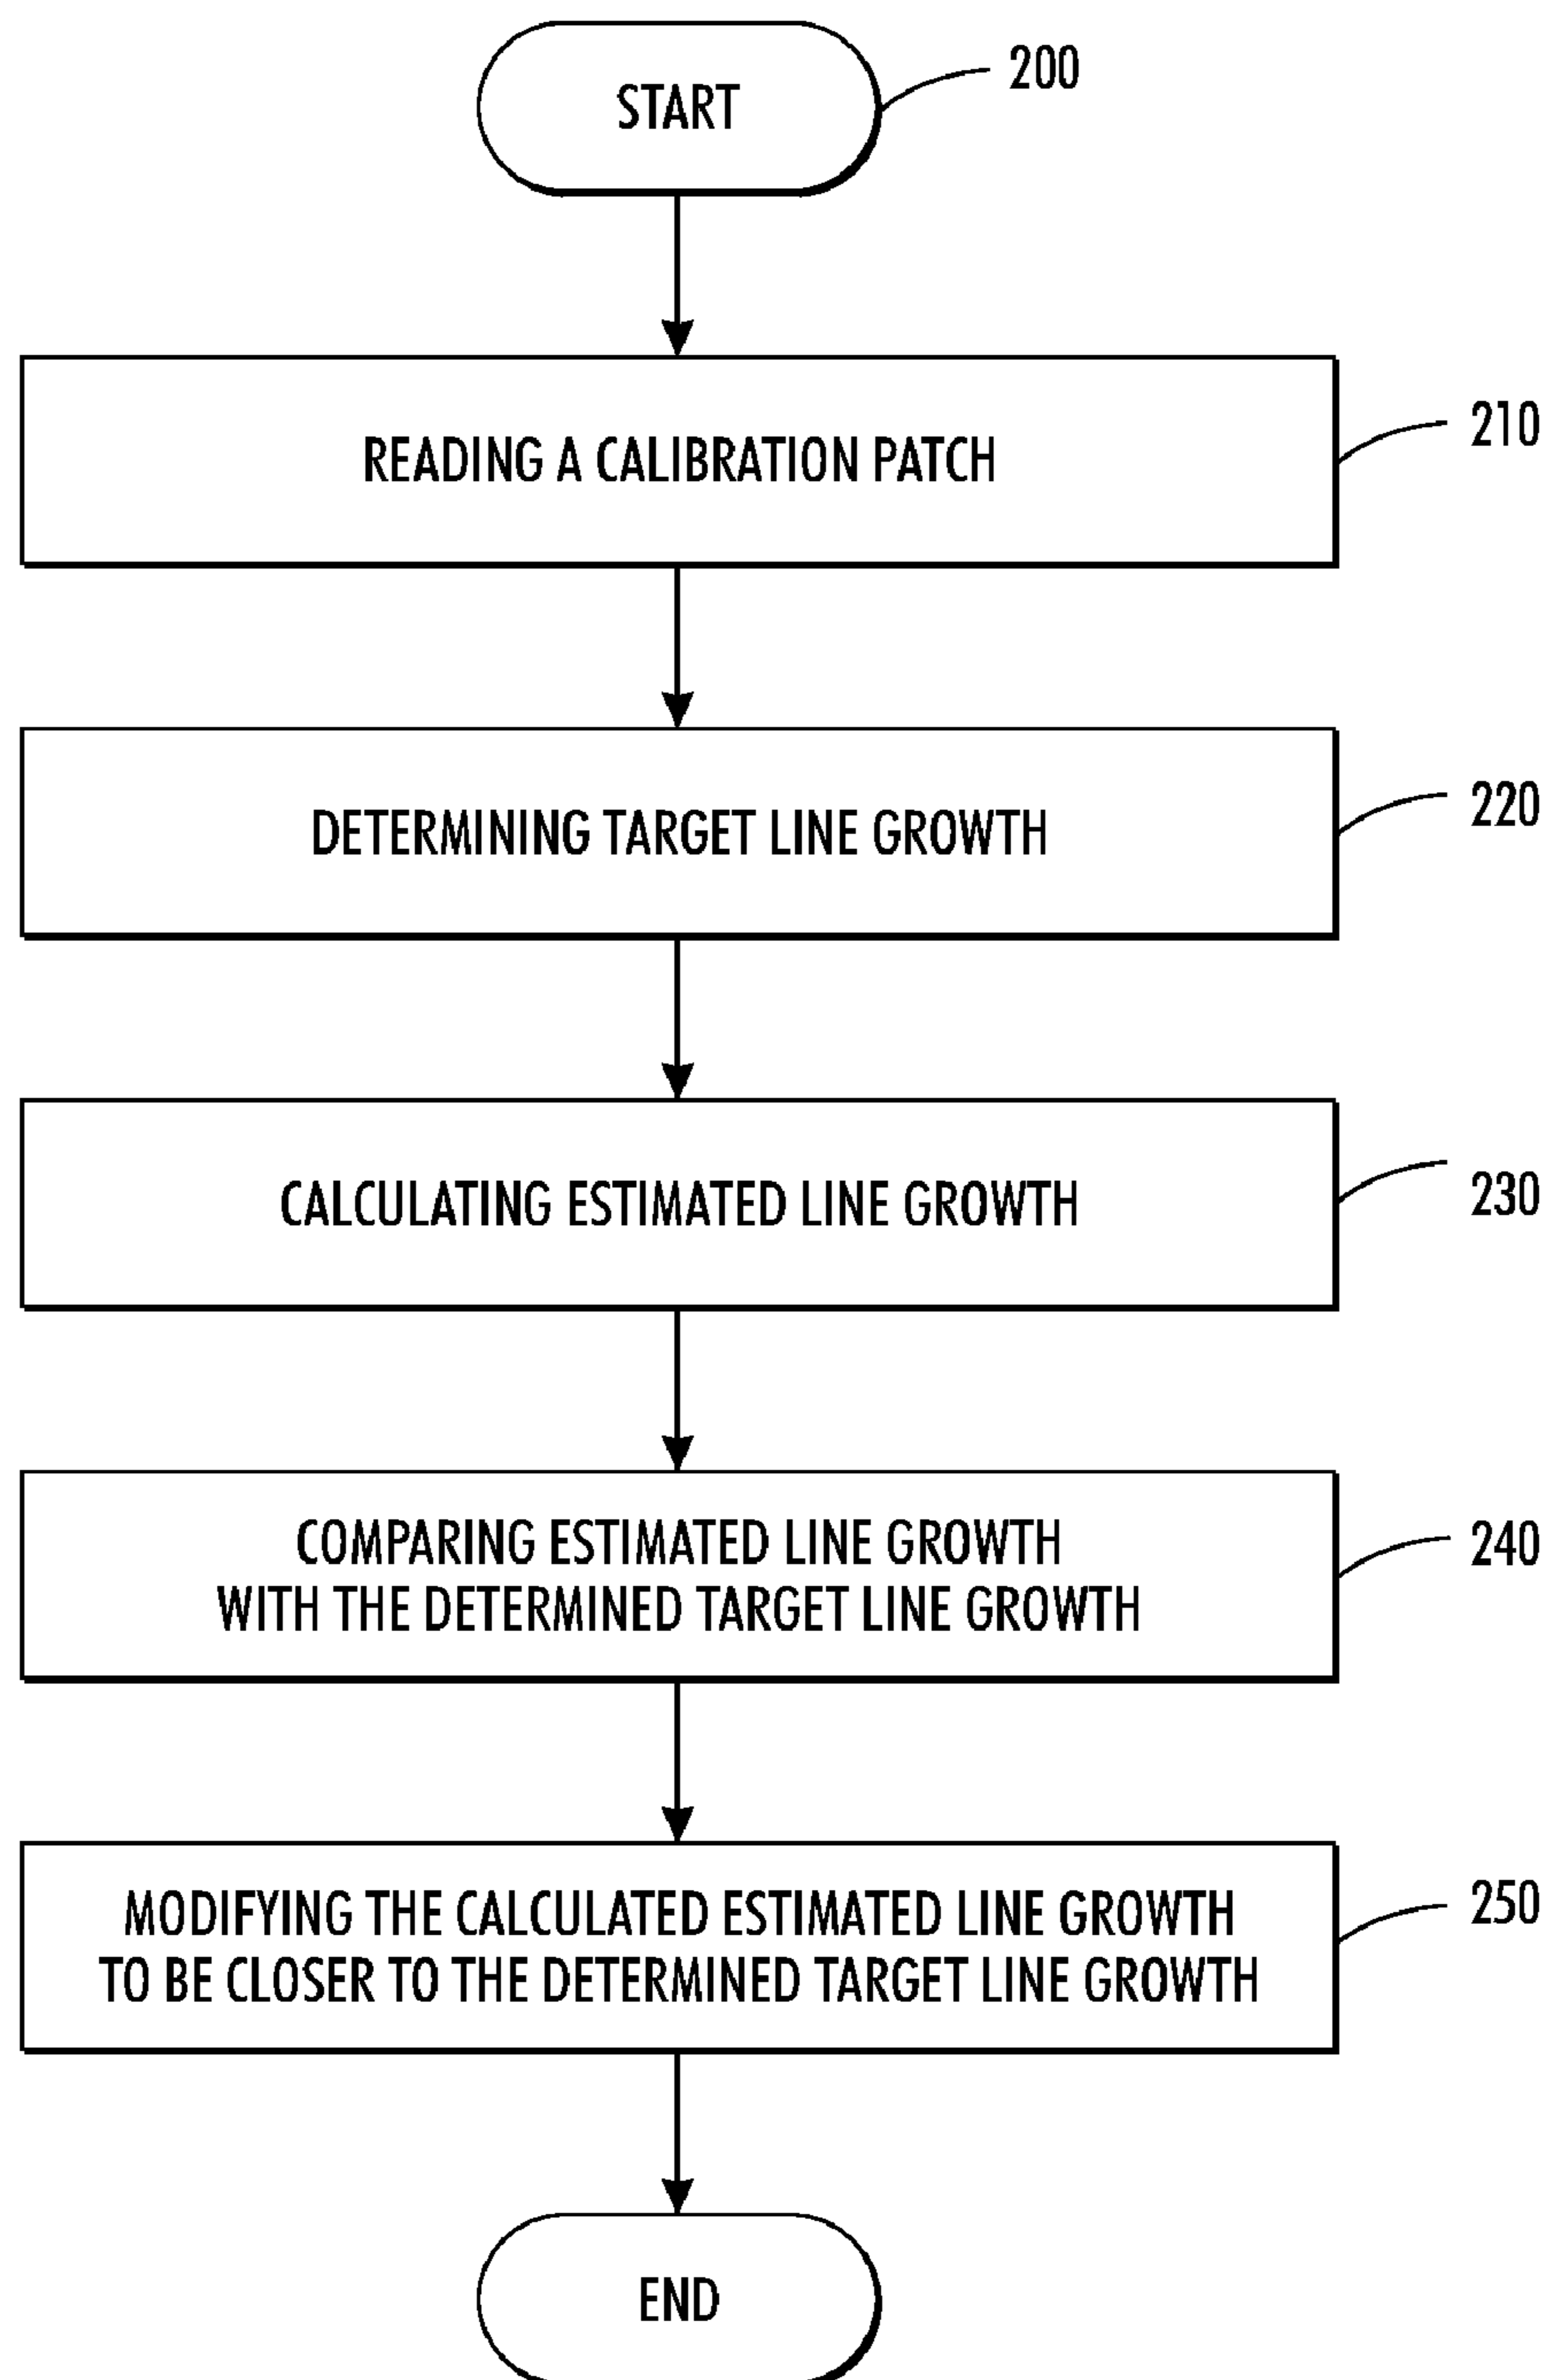 START
200
READING A CALIBRATION PATCH
210
DETERMINING TARGET LINE GROWTH
220
CALCULATING ESTIMATED LINE GROWTH
230
COMPARING ESTIMATED LINE GROWTH
WITH THE DETERMINED TARGET LINE GROWTH
240
MODIFYING THE CALCULATED ESTIMATED LINE GROWTH
TO BE CLOSER TO THE DETERMINED TARGET LINE GROWTH
250
END